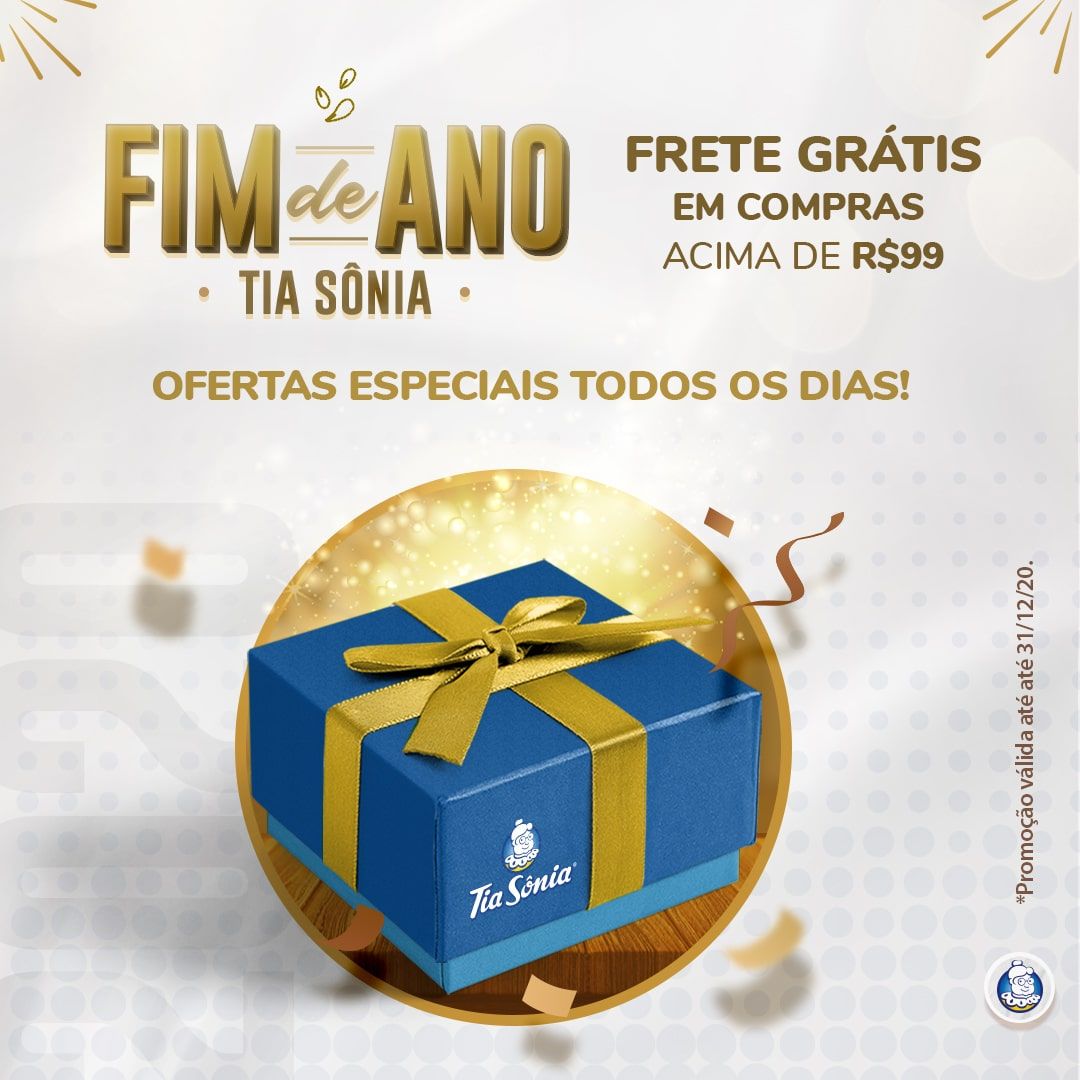 FIM de ANO
• TIA SÔNIA •
FRETE GRÁTIS
EM COMPRAS
ACIMA DE R$99
OFERTAS ESPECIAIS TODOS OS DIAS!
Tia Sônia®
*Promoção válida até até 31/12/20.